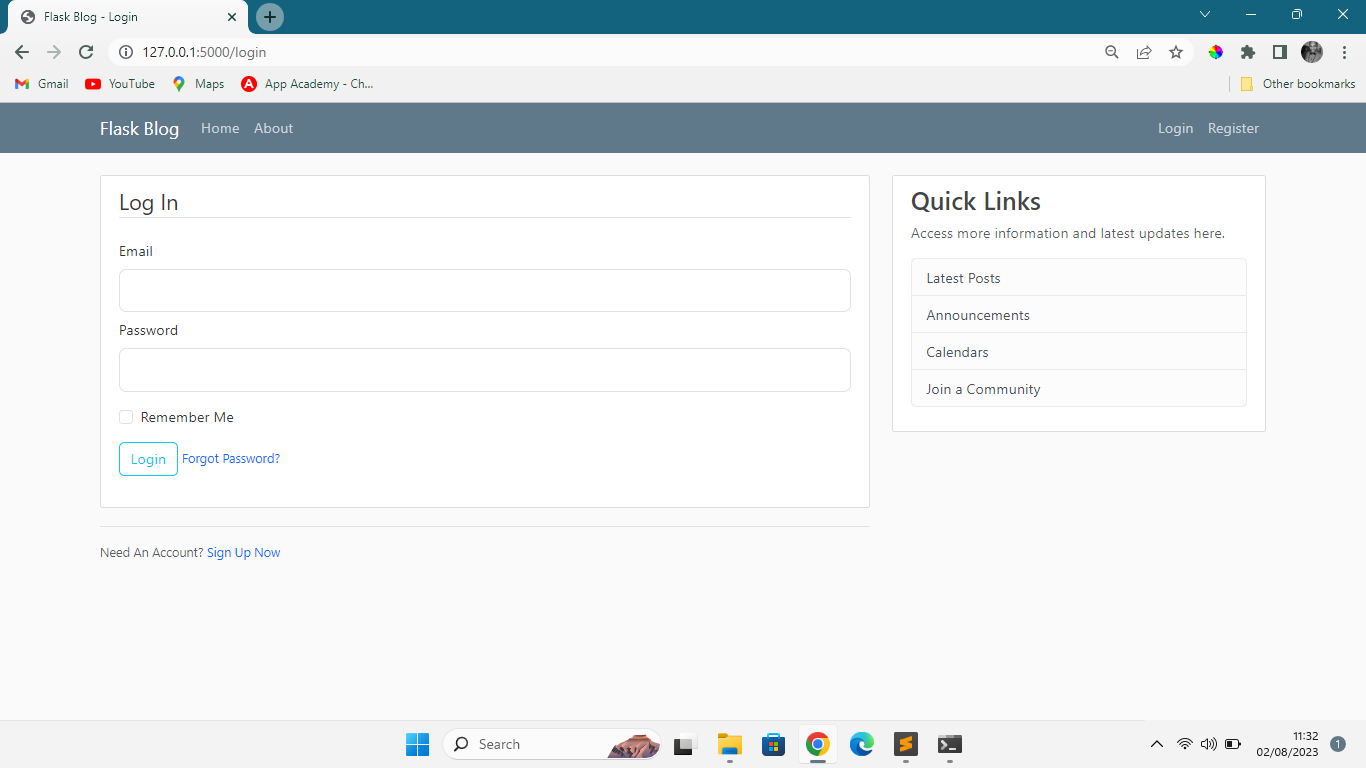 Flask Blog - Login
127.0.0.1:5000/login
Gmail YouTube Maps App Academy - Ch... Other bookmarks
Flask Blog Home About Login Register
Log In
Email
Password
Remember Me
Login Forgot Password?
Need An Account? Sign Up Now
Quick Links
Access more information and latest updates here.
Latest Posts
Announcements
Calendars
Join a Community
Search
11:32
02/08/2023
1